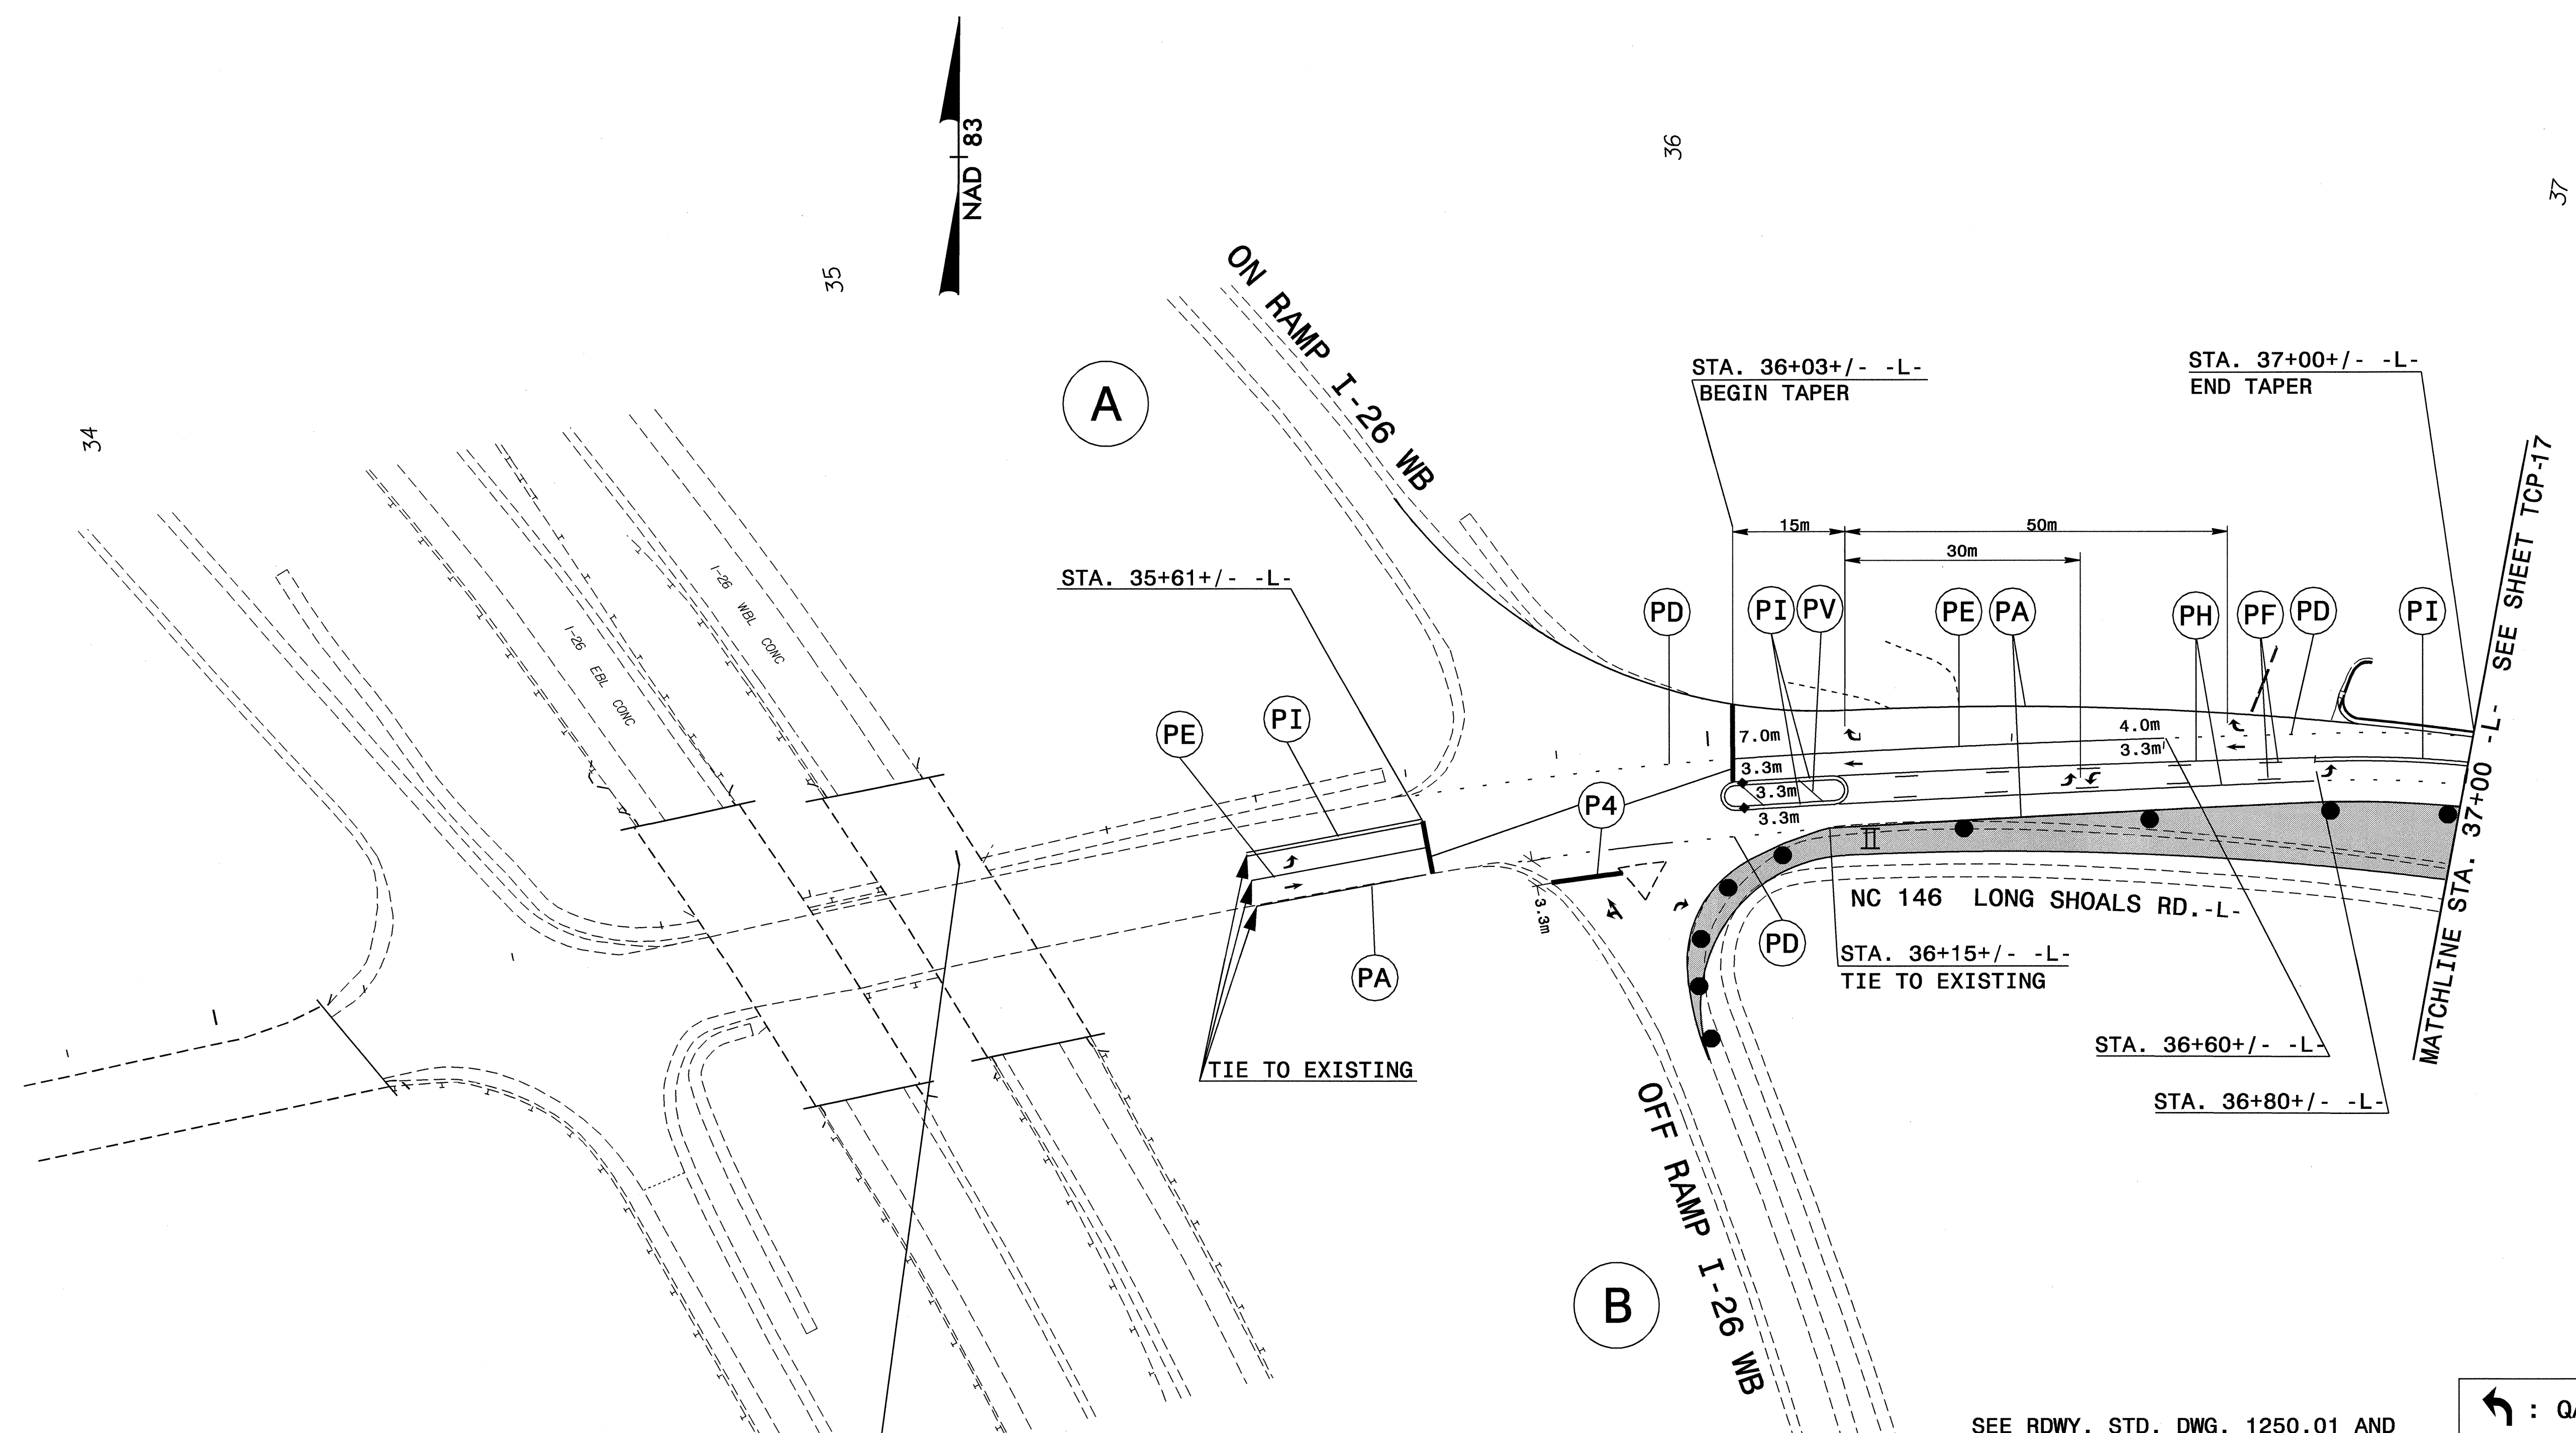 NAD 83
34
35
36
37
A
ON RAMP I-26 WB
STA. 36+03+/- -L-
BEGIN TAPER
STA. 37+00+/- -L-
END TAPER
MATCHLINE STA. 37+00 -L- SEE SHEET TCP-17
15m
50m
30m
STA. 35+61+/- -L-
I-26 WBL CONC
I-26 EBL CONC
PD
PI
PV
PE
PA
PH
PF
PD
PI
PE
PI
7.0m
4.0m
3.3m
3.3m
3.3m
3.3m
P4
3.3m
NC 146 LONG SHOALS RD. -L-
PD
PA
STA. 36+15+/- -L-
TIE TO EXISTING
TIE TO EXISTING
STA. 36+60+/- -L-
STA. 36+80+/- -L-
OFF RAMP I-26 WB
B
SEE RDWY. STD. DWG. 1250.01 AND
: